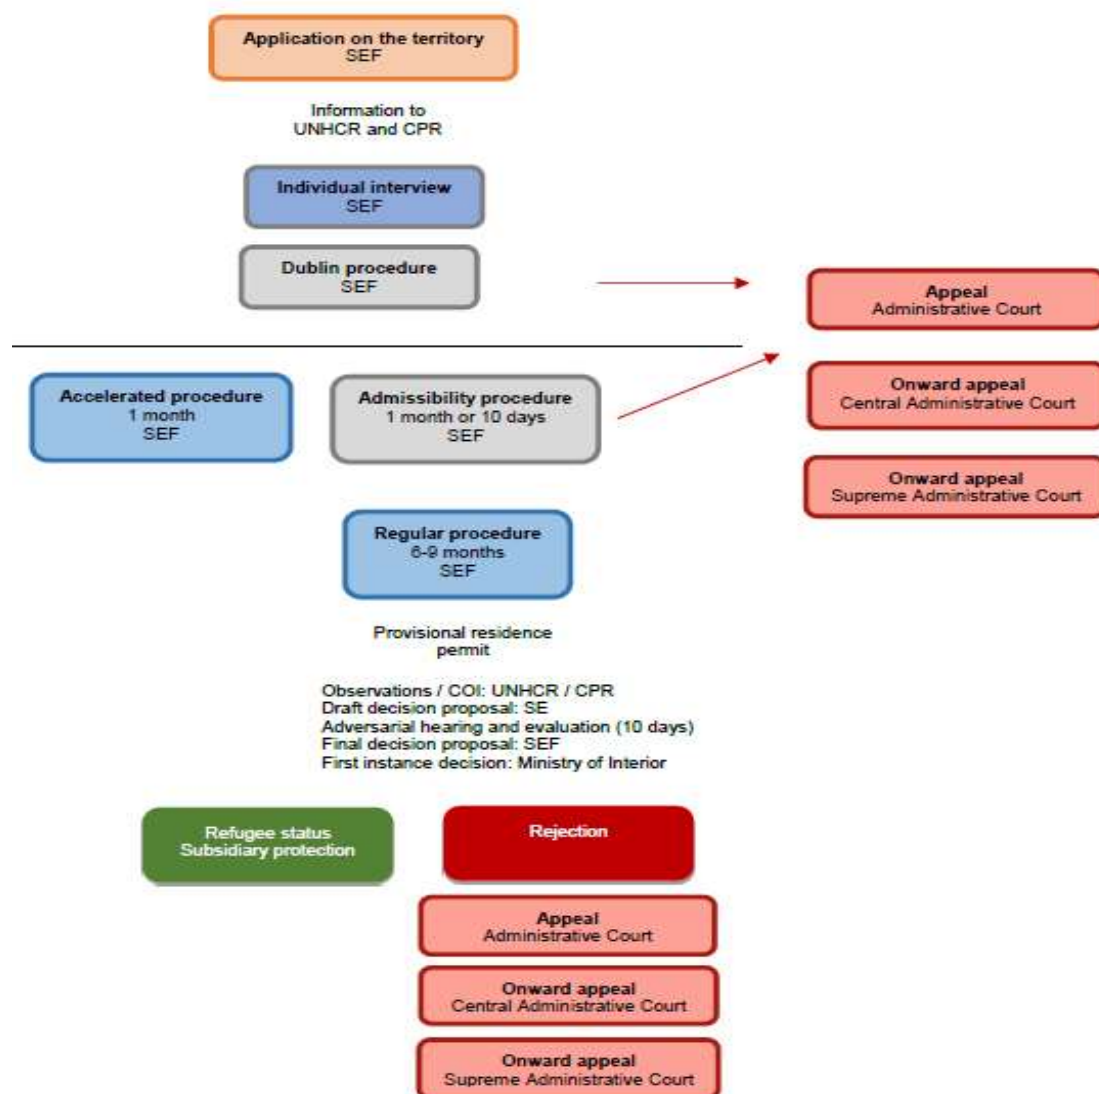 Application on the territory
SEF
Information to
UNHCR and CPR
Individual interview
SEF
Dublin procedure
SEF
Appeal
Administrative Court
Onward appeal
Central Administrative Court
Onward appeal
Supreme Administrative Court
Accelerated procedure
1 month
SEF
Admissibility procedure
1 month or 10 days
SEF
Regular procedure
6-9 months
SEF
Provisional residence
permit
Observations / COI: UNHCR / CPR
Draft decision proposal: SE
Adversarial hearing and evaluation (10 days)
Final decision proposal: SEF
First instance decision: Ministry of Interior
Refugee status
Subsidiary protection
Rejection
Appeal
Administrative Court
Onward appeal
Central Administrative Court
Onward appeal
Supreme Administrative Court